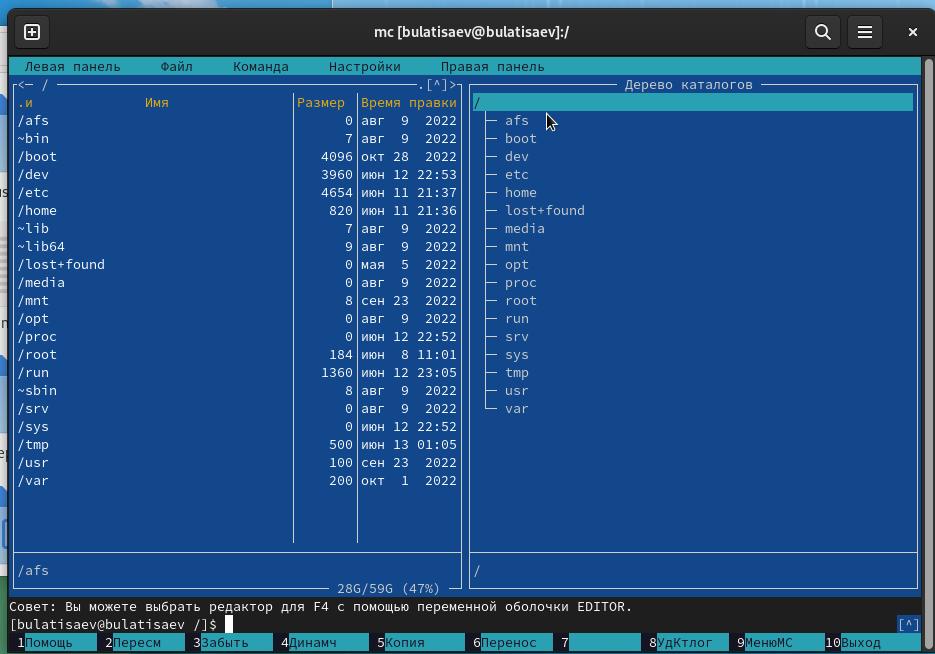 mc [bulatisaev@bulatisaev]:/
Левая панель Файл Команда Настройки Правая панель
<─ / .[^]>
.и Имя Размер Время правки
/afs 0 авг 9 2022
~bin 7 авг 9 2022
/boot 4096 окт 28 2022
/dev 3960 июн 12 22:53
/etc 4654 июн 11 21:37
/home 820 июн 11 21:36
~lib 7 авг 9 2022
~lib64 9 авг 9 2022
/lost+found 0 мая 5 2022
/media 0 авг 9 2022
/mnt 8 сен 23 2022
/opt 0 авг 9 2022
/proc 0 июн 12 22:52
/root 184 июн 8 11:01
/run 1360 июн 12 23:05
~sbin 8 авг 9 2022
/srv 0 авг 9 2022
/sys 0 июн 12 22:52
/tmp 500 июн 13 01:05
/usr 100 сен 23 2022
/var 200 окт 1 2022
/afs
28G/59G (47%)
Дерево каталогов
/
afs
boot
dev
etc
home
lost+found
media
mnt
opt
proc
root
run
srv
sys
tmp
usr
var
/
Совет: Вы можете выбрать редактор для F4 с помощью переменной оболочки EDITOR.
[bulatisaev@bulatisaev /]$ [^]
1Помощь 2Пересм 3Забыть 4Динамч 5Копия 6Перенос 7 8УдКтлог 9МенюМС 10Выход